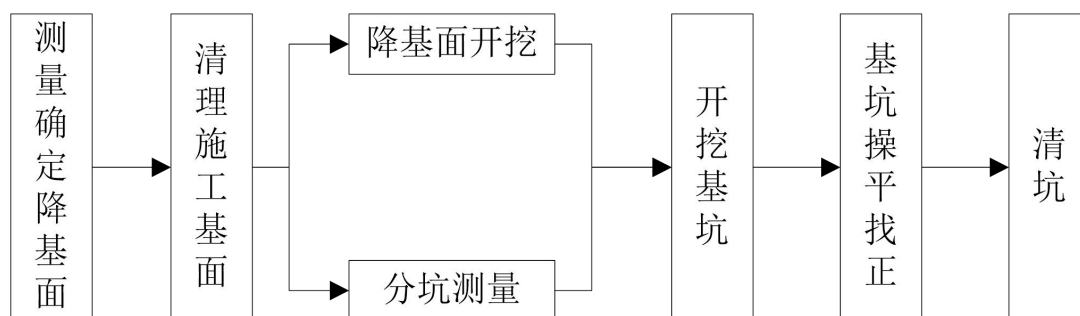 测量确定降基面
清理施工基面
降基面开挖
分坑测量
开挖基坑
基坑操平找正
清坑